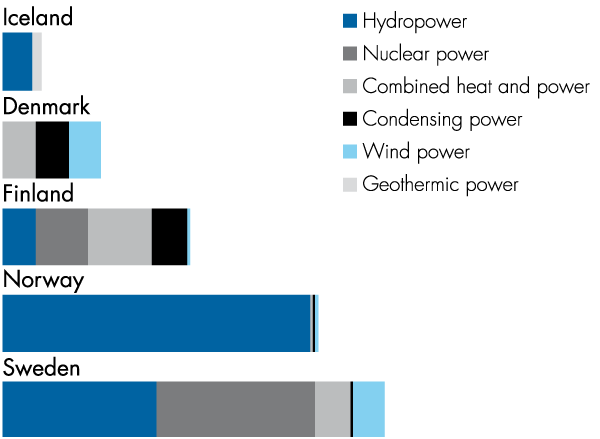 Iceland
Hydropower
Nuclear power
Combined heat and power
Denmark
Condensing power
Wind power
Geothermic power
Finland
Norway
Sweden